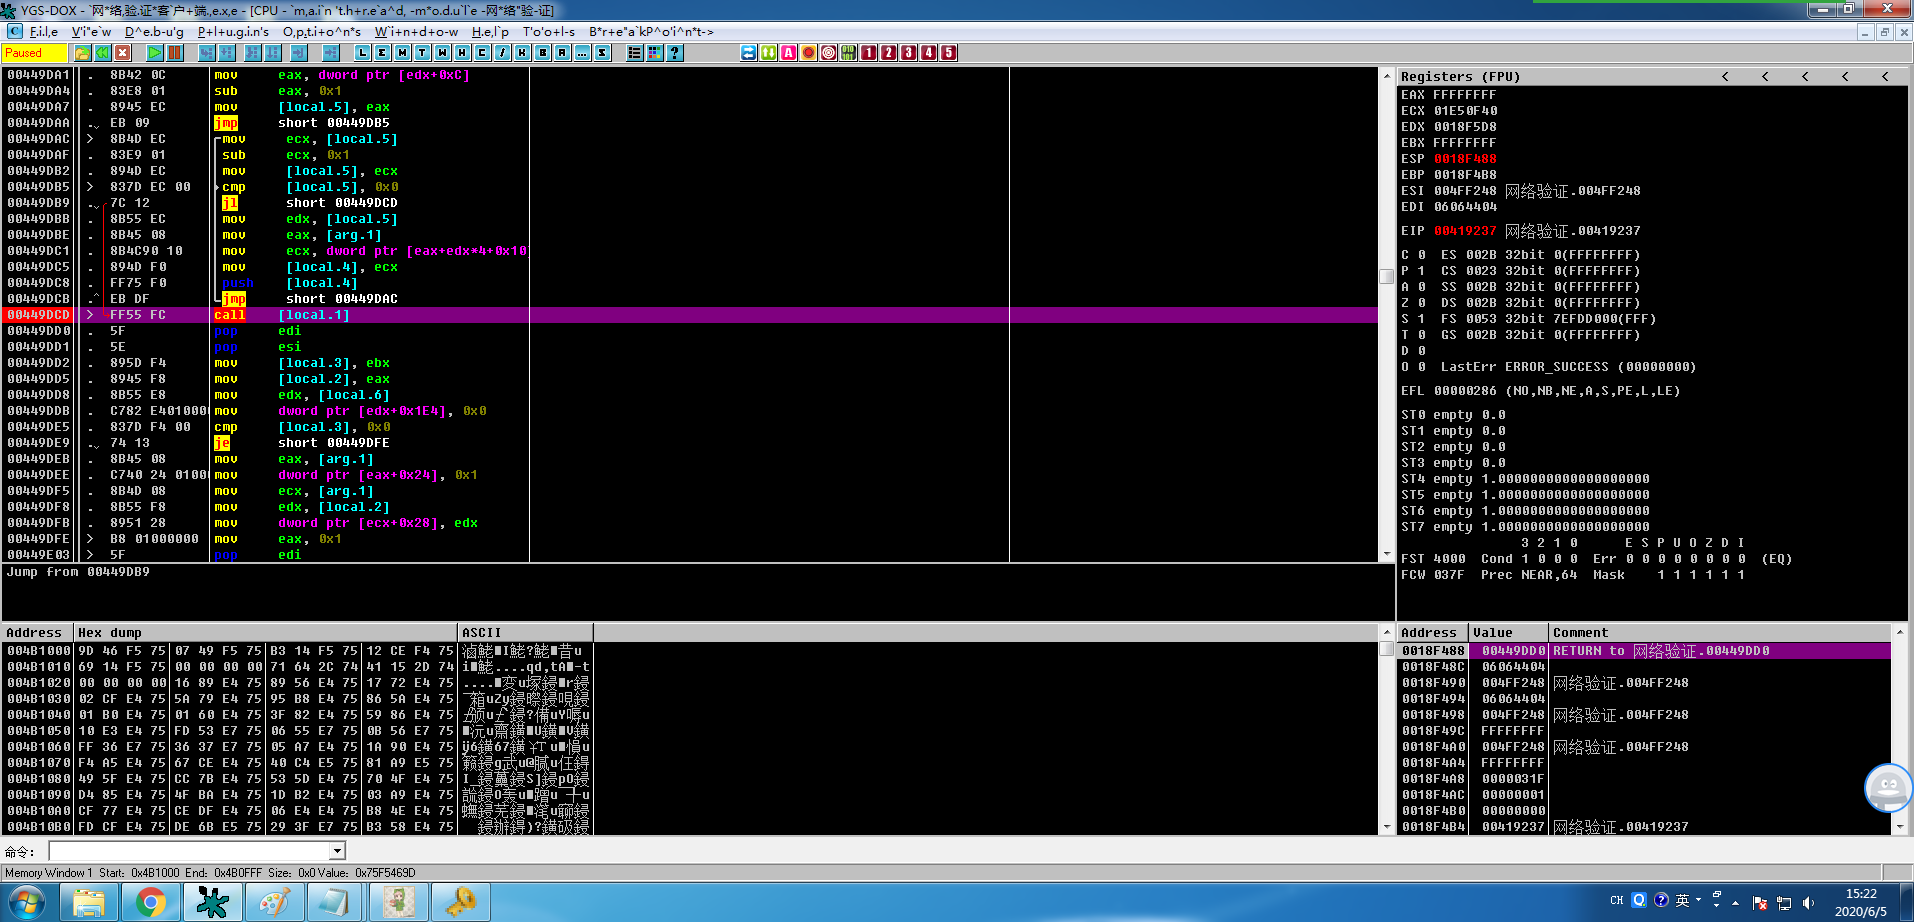 YGS-DOX - `网*络,验.证*客`户+端.,e.x,e - [CPU - `m,a.i`n 't.h+r.e`a^d, -m*o.d.u`l`e -网*络"验-证]
F.i.l,e V'i"e`w D^e.b-u'g P+l+u.g.i.n's O,p,t.i+o^n*s W`i+n+d+o-w H.e,l`p T'o'o+l-s B*r+e"a`kP^o'i^n*t->
Paused L E M T W H C / K B R ... S ? 1 2 3 4 5
00449DA1 . 8B42 0C mov eax, dword ptr [edx+0xC]
00449DA4 . 83E8 01 sub eax, 0x1
00449DA7 . 8945 EC mov [local.5], eax
00449DAA . EB 09 jmp short 00449DB5
00449DAC > 8B4D EC mov ecx, [local.5]
00449DAF . 83E9 01 sub ecx, 0x1
00449DB2 . 894D EC mov [local.5], ecx
00449DB5 > 837D EC 00 cmp [local.5], 0x0
00449DB9 . 7C 12 jl short 00449DCD
00449DBB . 8B55 EC mov edx, [local.5]
00449DBE . 8B45 08 mov eax, [arg.1]
00449DC1 . 8B4C90 10 mov ecx, dword ptr [eax+edx*4+0x10]
00449DC5 . 894D F0 mov [local.4], ecx
00449DC8 . FF75 F0 push [local.4]
00449DCB . EB DF jmp short 00449DAC
00449DCD > FF55 FC call [local.1]
00449DD0 . 5F pop edi
00449DD1 . 5E pop esi
00449DD2 . 895D F4 mov [local.3], ebx
00449DD5 . 8945 F8 mov [local.2], eax
00449DD8 . 8B55 E8 mov edx, [local.6]
00449DDB . C782 E401000 mov dword ptr [edx+0x1E4], 0x0
00449DE5 . 837D F4 00 cmp [local.3], 0x0
00449DE9 . 74 13 je short 00449DFE
00449DEB . 8B45 08 mov eax, [arg.1]
00449DEE . C740 24 0100 mov dword ptr [eax+0x24], 0x1
00449DF5 . 8B4D 08 mov ecx, [arg.1]
00449DF8 . 8B55 F8 mov edx, [local.2]
00449DFB . 8951 28 mov dword ptr [ecx+0x28], edx
00449DFE > B8 01000000 mov eax, 0x1
00449E03 > 5F pop edi
Jump from 00449DB9
Registers (FPU) < < < < <
EAX FFFFFFFF
ECX 01E50F40
EDX 0018F5D8
EBX FFFFFFFF
ESP 0018F488
EBP 0018F4B8
ESI 004FF248 网络验证.004FF248
EDI 06064404
EIP 00419237 网络验证.00419237
C 0 ES 002B 32bit 0(FFFFFFFF)
P 1 CS 0023 32bit 0(FFFFFFFF)
A 0 SS 002B 32bit 0(FFFFFFFF)
Z 0 DS 002B 32bit 0(FFFFFFFF)
S 1 FS 0053 32bit 7EFDD000(FFF)
T 0 GS 002B 32bit 0(FFFFFFFF)
D 0
O 0 LastErr ERROR_SUCCESS (00000000)
EFL 00000286 (NO,NB,NE,A,S,PE,L,LE)
ST0 empty 0.0
ST1 empty 0.0
ST2 empty 0.0
ST3 empty 0.0
ST4 empty 1.0000000000000000000
ST5 empty 1.0000000000000000000
ST6 empty 1.0000000000000000000
ST7 empty 1.0000000000000000000
3 2 1 0 E S P U O Z D I
FST 4000 Cond 1 0 0 0 Err 0 0 0 0 0 0 0 0 (EQ)
FCW 037F Prec NEAR,64 Mask 1 1 1 1 1 1
Address Hex dump ASCII
004B1000 9D 46 F5 75 07 49 F5 75 B3 14 F5 75 12 CE F4 75
004B1010 69 14 F5 75 00 00 00 00 71 64 2C 74 41 15 2D 74
004B1020 00 00 00 00 16 89 E4 75 89 56 E4 75 17 72 E4 75
004B1030 02 CF E4 75 5A 79 E4 75 95 B8 E4 75 86 5A E4 75
004B1040 01 B0 E4 75 01 60 E4 75 3F 82 E4 75 59 86 E4 75
004B1050 10 E3 E4 75 FD 53 E7 75 06 55 E7 75 0B 56 E7 75
004B1060 FF 36 E7 75 36 37 E7 75 05 A7 E4 75 1A 90 E4 75
004B1070 F4 A5 E4 75 67 CE E4 75 40 C4 E5 75 81 A9 E5 75
004B1080 49 5F E4 75 CC 7B E4 75 53 5D E4 75 70 4F E4 75
004B1090 D4 85 E4 75 4F BA E4 75 1D B2 E4 75 03 A9 E4 75
004B10A0 CF 77 E4 75 CE DF E4 75 06 E4 E4 75 B8 4E E4 75
004B10B0 FD CF E4 75 DE 6B E5 75 29 3F E7 75 B3 58 E4 75
Address Value Comment
0018F488 00449DD0 RETURN to 网络验证.00449DD0
0018F48C 06064404
0018F490 004FF248 网络验证.004FF248
0018F494 06064404
0018F498 004FF248 网络验证.004FF248
0018F49C FFFFFFFF
0018F4A0 004FF248 网络验证.004FF248
0018F4A4 FFFFFFFF
0018F4A8 0000031F
0018F4AC 00000001
0018F4B0 00000000
0018F4B4 00419237 网络验证.00419237
命令:
Memory Window 1 Start: 0x4B1000 End: 0x4B0FFF Size: 0x0 Value: 0x75F5469D
CH 英 15:22
2020/6/5